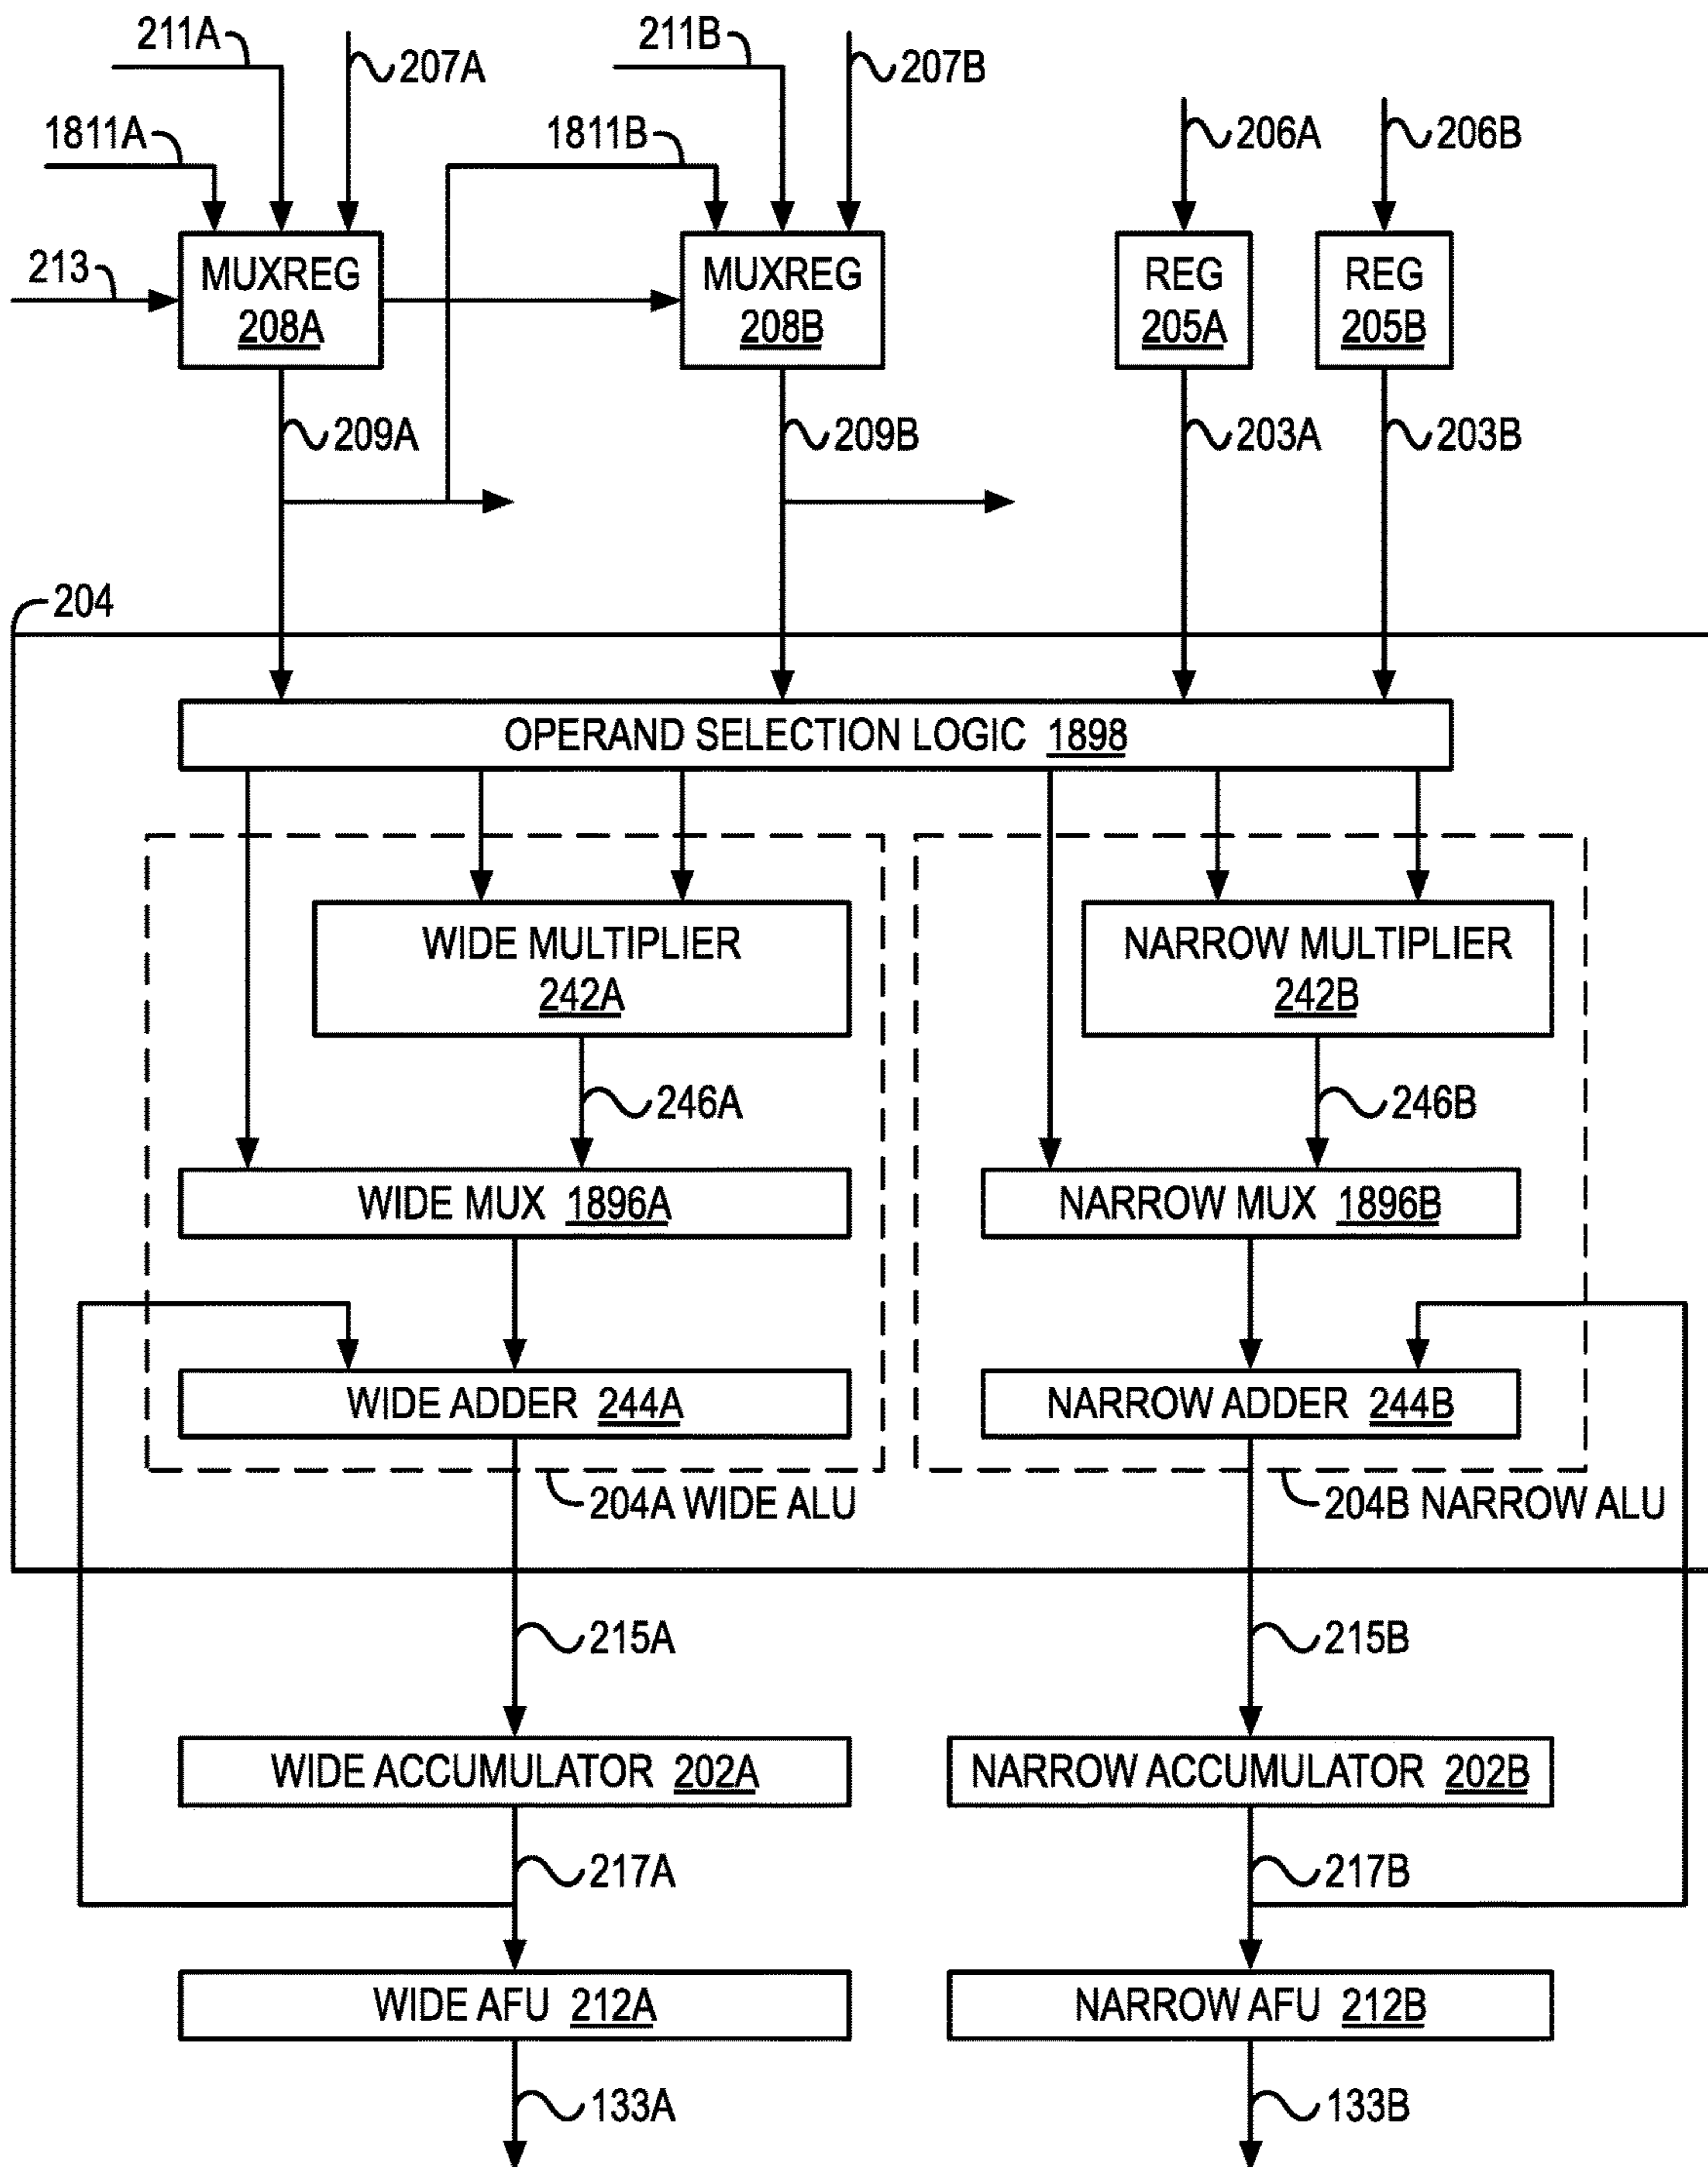 211A
207A
211B
207B
1811A
1811B
206A
206B
213
MUXREG
208A
MUXREG
208B
REG
205A
REG
205B
209A
209B
203A
203B
204
OPERAND SELECTION LOGIC 1898
WIDE MULTIPLIER
242A
NARROW MULTIPLIER
242B
246A
246B
WIDE MUX 1896A
NARROW MUX 1896B
WIDE ADDER 244A
NARROW ADDER 244B
204A WIDE ALU
204B NARROW ALU
215A
215B
WIDE ACCUMULATOR 202A
NARROW ACCUMULATOR 202B
217A
217B
WIDE AFU 212A
NARROW AFU 212B
133A
133B